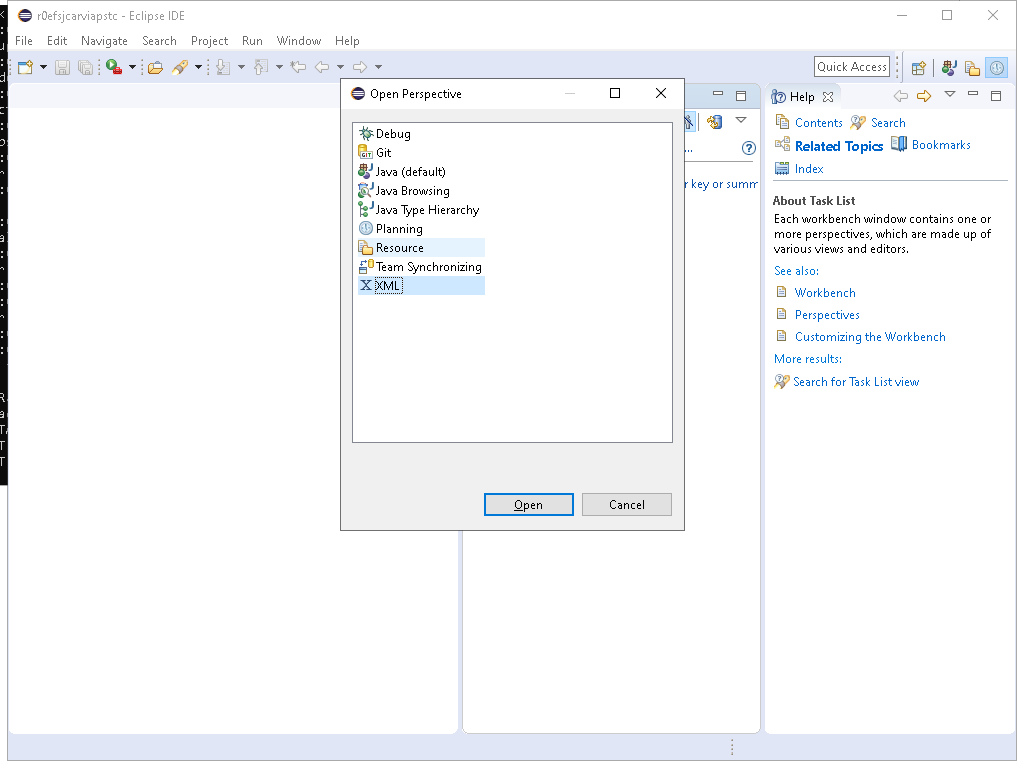 r0efsjcarviapstc - Eclipse IDE
File Edit Navigate Search Project Run Window Help
Quick Access
Open Perspective
Debug
Git
Java (default)
Java Browsing
Java Type Hierarchy
Planning
Resource
Team Synchronizing
XML
Open Cancel
...
r key or summ
Help
Contents Search
Related Topics Bookmarks
Index
About Task List
Each workbench window contains one or
more perspectives, which are made up of
various views and editors.
See also:
Workbench
Perspectives
Customizing the Workbench
More results:
Search for Task List view